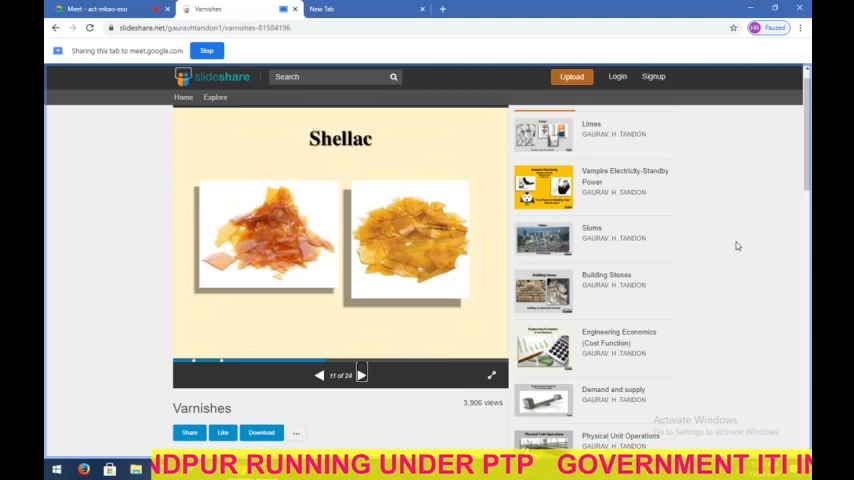 Meet - act-mkao-eso
Varnishes
New Tab
slideshare.net/gauravhtandon1/varnishes-81584196
HR Paused
Sharing this tab to meet.google.com
Stop
slideshare
Search
Upload
Login
Signup
Home
Explore
Shellac
11 of 24
Varnishes
3,906 views
Share
Like
Download
...
Limes
GAURAV. H .TANDON
Vampire Electricity-Standby
Power
GAURAV. H .TANDON
Slums
GAURAV. H .TANDON
Building Stones
GAURAV. H .TANDON
Engineering Economics
(Cost Function)
GAURAV. H .TANDON
Demand and supply
GAURAV. H .TANDON
Physical Unit Operations
Activate Windows
Go to Settings to activate Windows.
NDPUR RUNNING UNDER PTP GOVERNMENT ITI IN